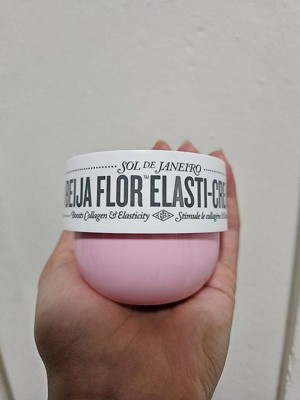 SOL DE JANEIRO
BEIJA FLOR™ ELASTI-CRE
Boosts Collagen & Elasticity Stimule le collagène